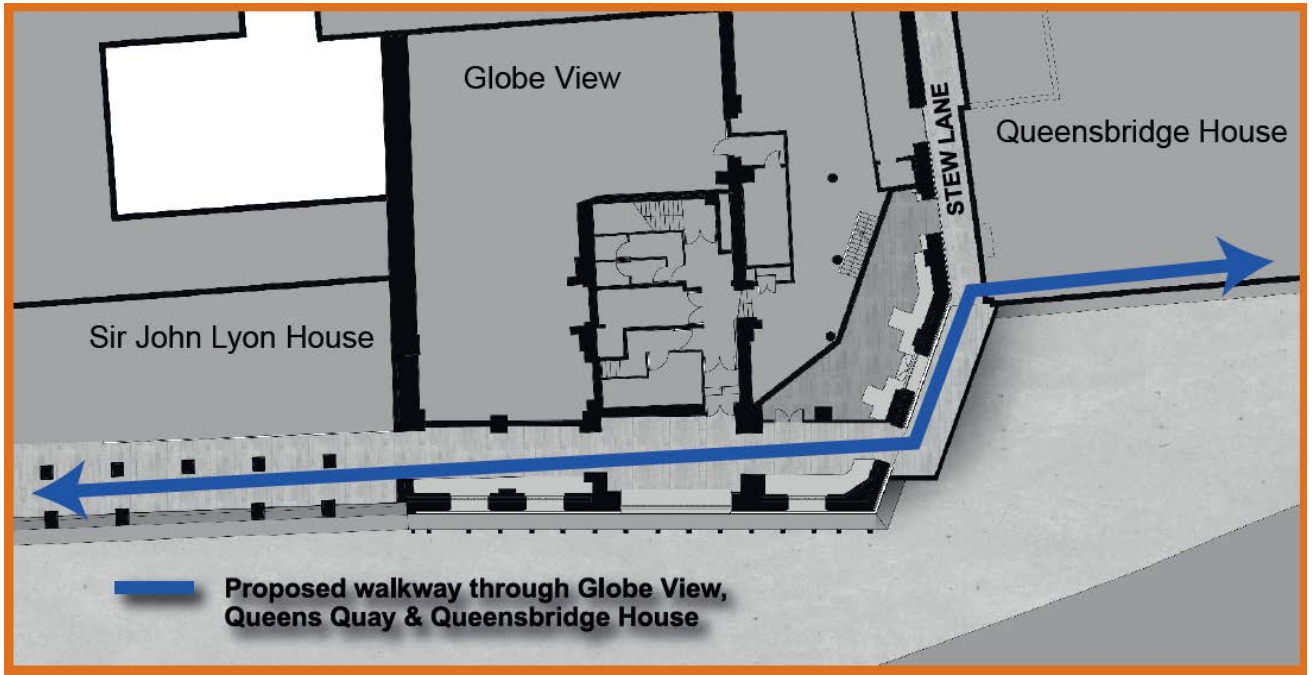 Globe View
STEW LANE
Queensbridge House
Sir John Lyon House
Proposed walkway through Globe View,
Queens Quay & Queensbridge House